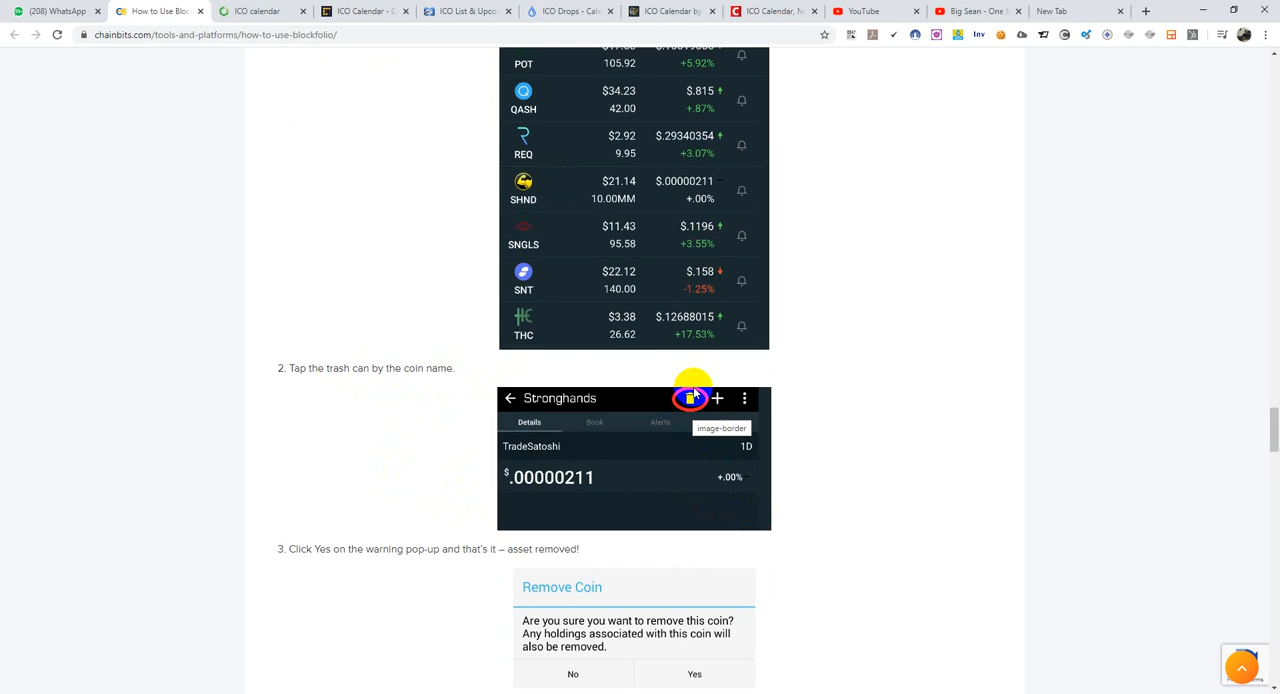 (208) WhatsApp
How to Use Bloc
ICO calendar
ICO Calendar - C
ICO List & Upco
ICO Drops - Cale
ICO Calendar by
ICO Calendar, N
YouTube
Big Sean - One
New Tab
chainbits.com/tools-and-platforms/how-to-use-blockfolio/
Inv
POT
105.92
+5.92%
$34.23
$.815
QASH
42.00
+.87%
$2.92
$.29340354
REQ
9.95
+3.07%
$21.14
$.00000211
SHND
10.00MM
+.00%
$11.43
$.1196
SNGLS
95.58
+3.55%
$22.12
$.158
SNT
140.00
-1.25%
$3.38
$.12688015
THC
26.62
+17.53%
2. Tap the trash can by the coin name.
Stronghands
Details
Book
Alerts
image-border
TradeSatoshi
1D
$.00000211
+.00%
3. Click Yes on the warning pop-up and that's it – asset removed!
Remove Coin
Are you sure you want to remove this coin?
Any holdings associated with this coin will
also be removed.
No
Yes